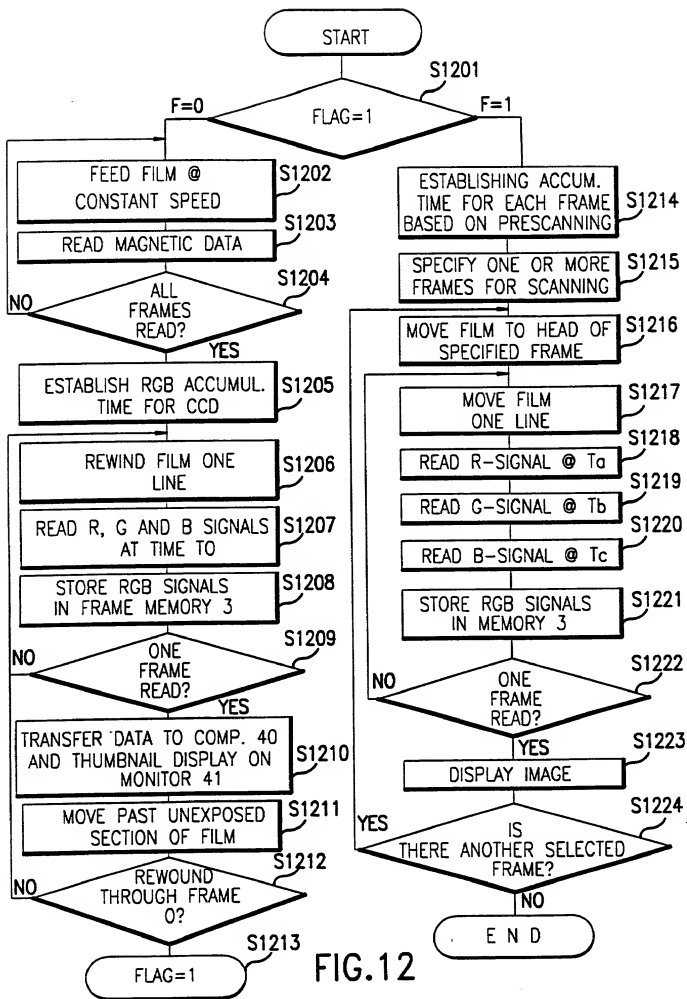 START
S1201
F=0
FLAG=1
F=1
FEED FILM @
CONSTANT SPEED
S1202
READ MAGNETIC DATA
S1203
ALL
FRAMES
READ?
S1204
NO
YES
ESTABLISH RGB ACCUMUL.
TIME FOR CCD
S1205
REWIND FILM ONE
LINE
S1206
READ R, G AND B SIGNALS
AT TIME TO
S1207
STORE RGB SIGNALS
IN FRAME MEMORY 3
S1208
ONE
FRAME
READ?
S1209
NO
YES
TRANSFER DATA TO COMP. 40
AND THUMBNAIL DISPLAY ON
MONITOR 41
S1210
MOVE PAST UNEXPOSED
SECTION OF FILM
S1211
REWOUND
THROUGH FRAME
0?
S1212
NO
YES
FLAG=1
S1213
ESTABLISHING ACCUM.
TIME FOR EACH FRAME
BASED ON PRESCANNING
S1214
SPECIFY ONE OR MORE
FRAMES FOR SCANNING
S1215
MOVE FILM TO HEAD OF
SPECIFIED FRAME
S1216
MOVE FILM
ONE LINE
S1217
READ R-SIGNAL @ Ta
S1218
READ G-SIGNAL @ Tb
S1219
READ B-SIGNAL @ Tc
S1220
STORE RGB SIGNALS
IN MEMORY 3
S1221
ONE
FRAME
READ?
S1222
NO
YES
DISPLAY IMAGE
S1223
IS
THERE ANOTHER SELECTED
FRAME?
S1224
YES
NO
END
FIG.12